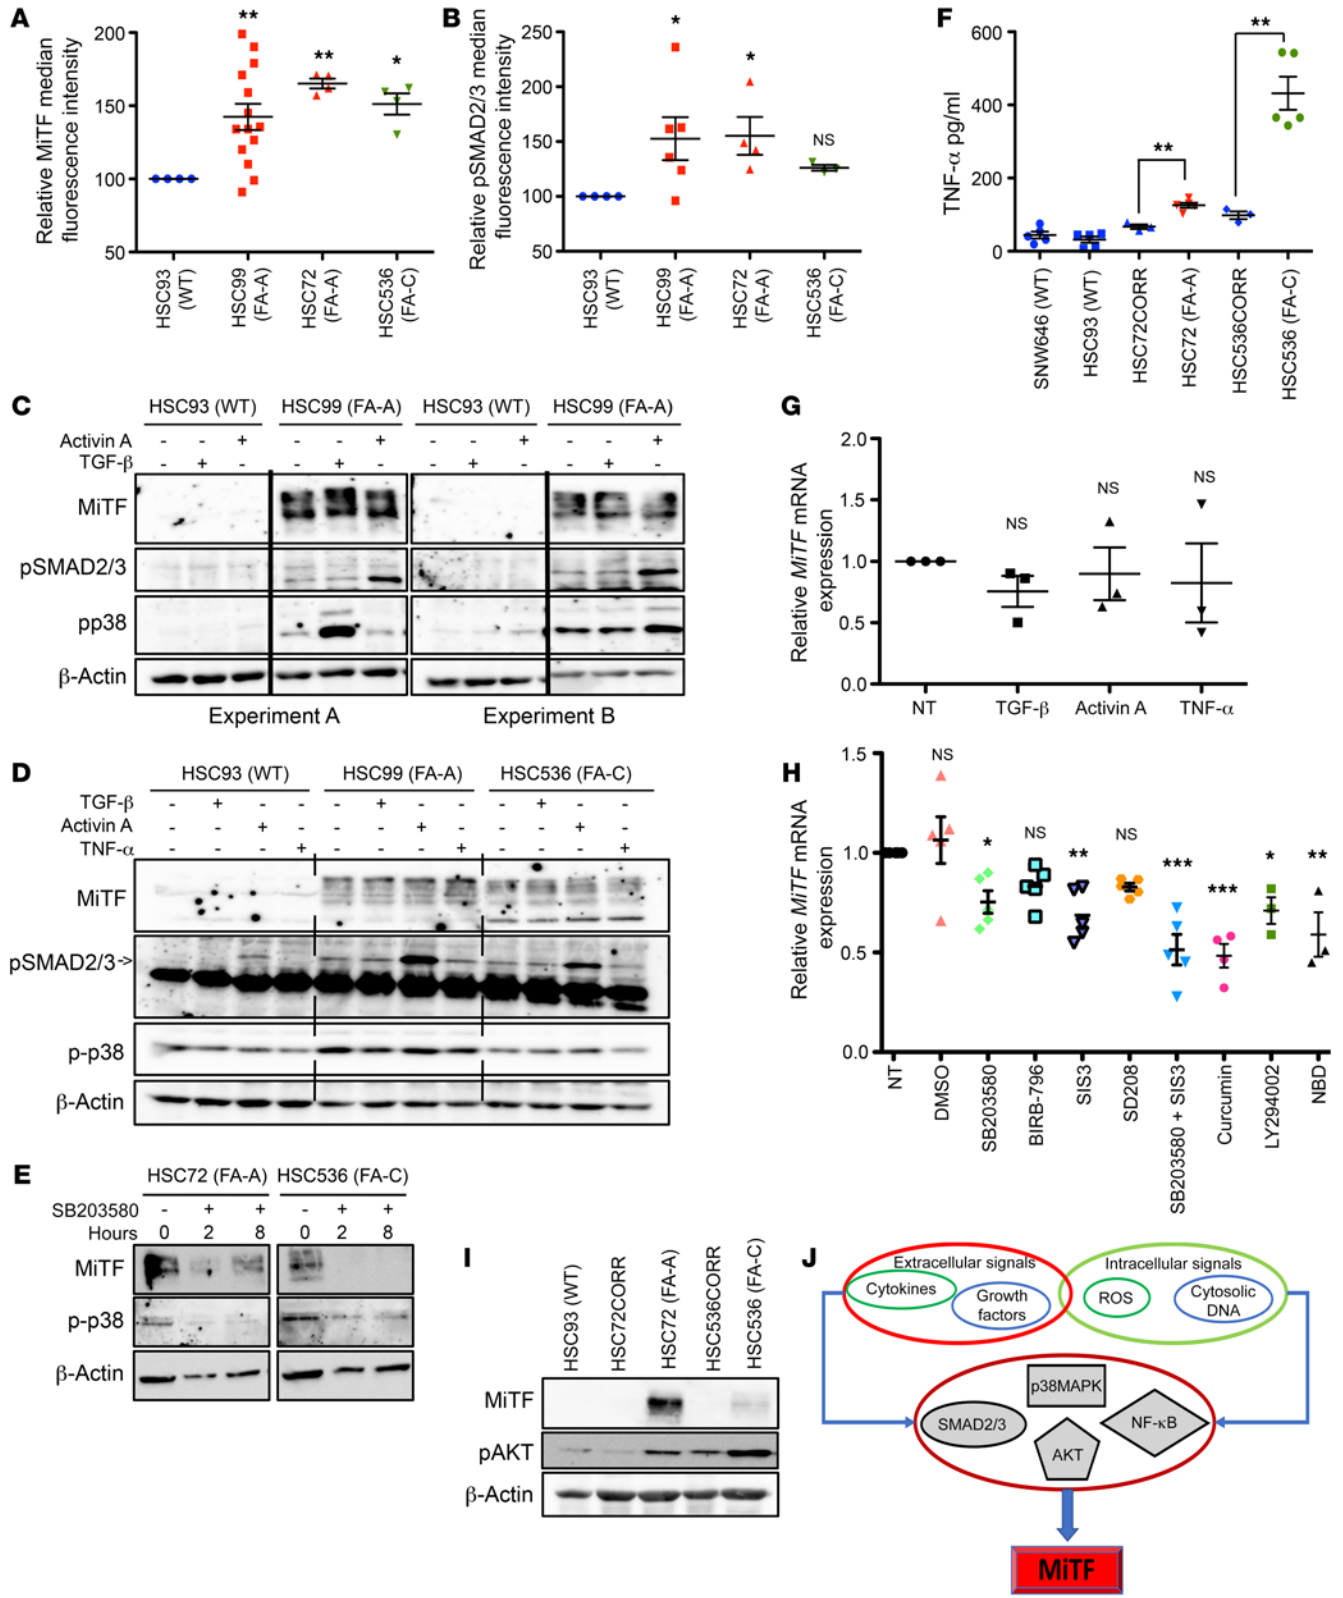 A
Relative MiTF median
fluorescence intensity
200
150
100
50
**
**
*
HSC93
(WT)
HSC99
(FA-A)
HSC72
(FA-A)
HSC536
(FA-C)
B
Relative pSMAD2/3 median
fluorescence intensity
250
200
150
100
50
*
*
NS
HSC93
(WT)
HSC99
(FA-A)
HSC72
(FA-A)
HSC536
(FA-C)
F
TNF-α pg/ml
600
400
200
0
**
**
SNW646 (WT)
HSC93 (WT)
HSC72CORR
HSC72 (FA-A)
HSC536CORR
HSC536 (FA-C)
C
HSC93 (WT) HSC99 (FA-A) HSC93 (WT) HSC99 (FA-A)
Activin A - - + - - + - - + - - +
TGF-β - + - - + - - + - - + -
MiTF
pSMAD2/3
pp38
β-Actin
Experiment A Experiment B
G
Relative MiTF mRNA
expression
2.0
1.5
1.0
0.5
0.0
NS
NS
NS
NT TGF-β Activin A TNF-α
D
HSC93 (WT) HSC99 (FA-A) HSC536 (FA-C)
TGF-β - + - - - + - - - + - -
Activin A - - + - - - + - - - + -
TNF-α - - - + - - - + - - - +
MiTF
pSMAD2/3->
p-p38
β-Actin
H
Relative MiTF mRNA
expression
1.5
1.0
0.5
0.0
NS
*
NS
**
NS
***
***
*
**
NT
DMSO
SB203580
BIRB-796
SIS3
SD208
SB203580 + SIS3
Curcumin
LY294002
NBD
E
HSC72 (FA-A) HSC536 (FA-C)
SB203580 - + + - + +
Hours 0 2 8 0 2 8
MiTF
p-p38
β-Actin
I
HSC93 (WT)
HSC72CORR
HSC72 (FA-A)
HSC536CORR
HSC536 (FA-C)
MiTF
pAKT
β-Actin
J
Extracellular signals
Cytokines
Growth
factors
Intracellular signals
ROS
Cytosolic
DNA
p38MAPK
SMAD2/3
NF-κB
AKT
MiTF